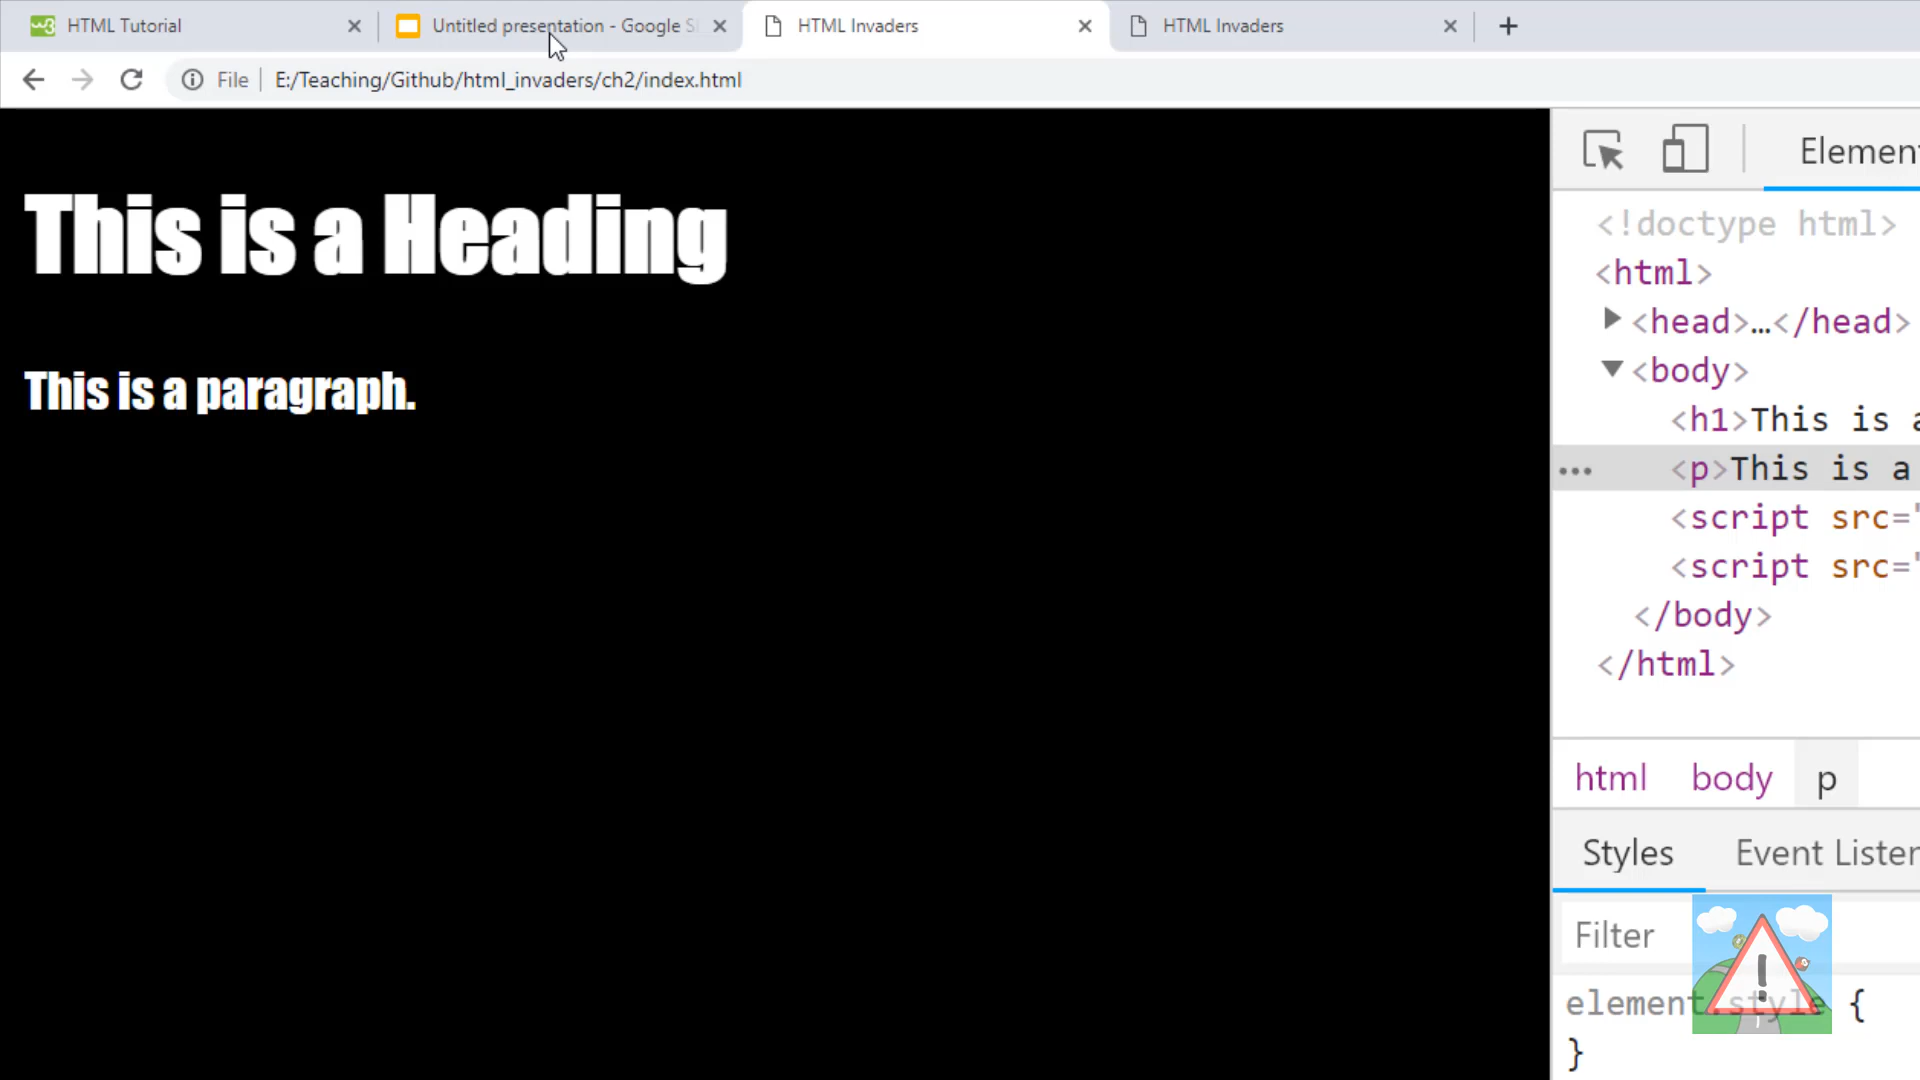 HTML Tutorial
Untitled presentation - Google S
HTML Invaders
HTML Invaders
File
E:/Teaching/Github/html_invaders/ch2/index.html
This is a Heading
This is a paragraph.
Elemen
<!doctype html>
<html>
<head>…</head>
<body>
<h1>This is a
<p>This is a
<script src="
<script src="
</body>
</html>
html body p
Styles Event Listen
Filter
element.style {
}